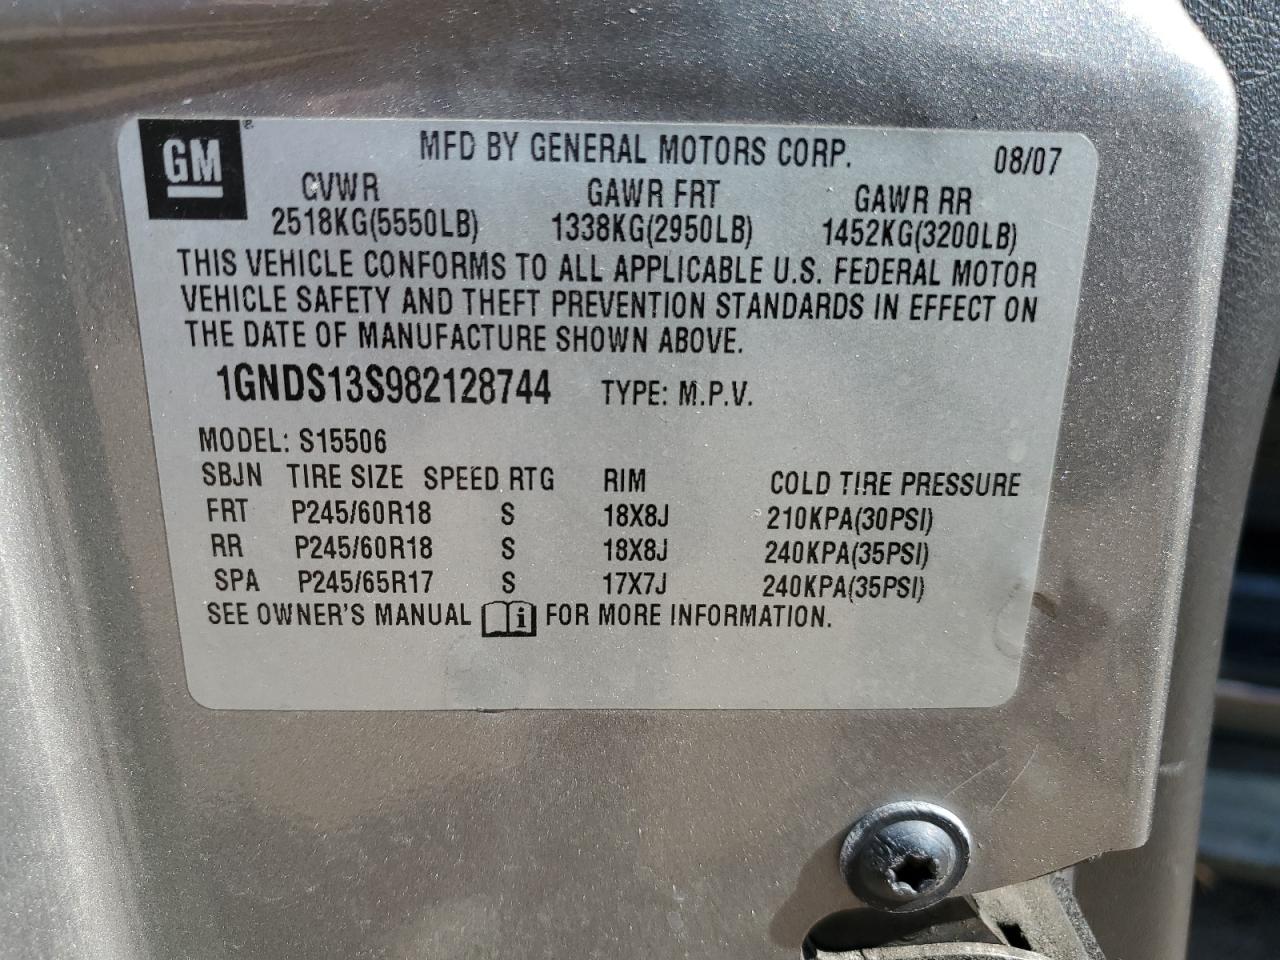 GM® MFD BY GENERAL MOTORS CORP. 08/07
GVWR GAWR FRT GAWR RR
2518KG(5550LB) 1338KG(2950LB) 1452KG(3200LB)
THIS VEHICLE CONFORMS TO ALL APPLICABLE U.S. FEDERAL MOTOR
VEHICLE SAFETY AND THEFT PREVENTION STANDARDS IN EFFECT ON
THE DATE OF MANUFACTURE SHOWN ABOVE.
1GNDS13S982128744 TYPE: M.P.V.
MODEL: S15506
SBJN TIRE SIZE SPEED RTG RIM COLD TIRE PRESSURE
FRT P245/60R18 S 18X8J 210KPA(30PSI)
RR P245/60R18 S 18X8J 240KPA(35PSI)
SPA P245/65R17 S 17X7J 240KPA(35PSI)
SEE OWNER'S MANUAL i FOR MORE INFORMATION.